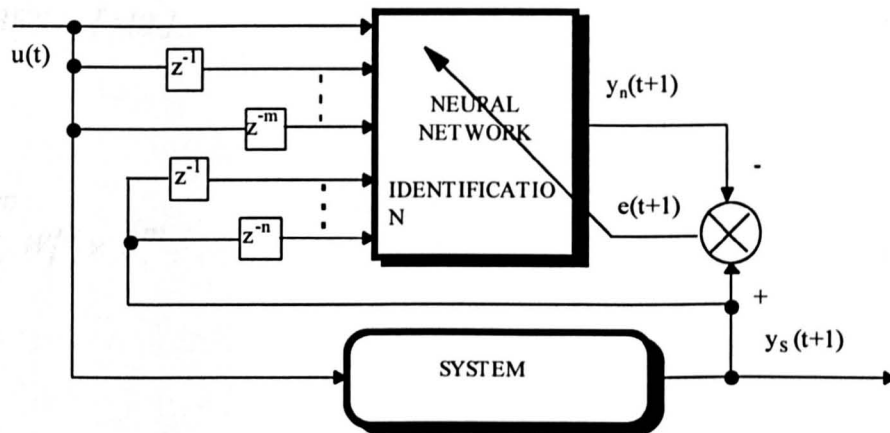 u(t)
z-1
z-m
z-1
z-n
NEURAL
NETWORK
IDENTIFICATIO
N
yn(t+1)
-
e(t+1)
+
SYSTEM
yS(t+1)